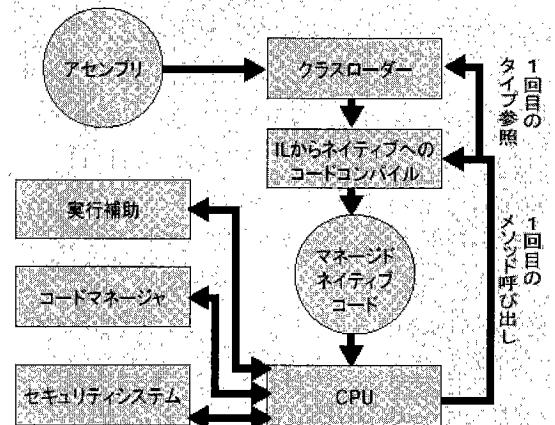 アセンブリ
クラスローダー
1回目の
タイプ参照
ILからネイティブへの
コードコンパイル
実行補助
マネージド
ネイティブ
コード
1回目の
メソッド呼び出し
コードマネージャ
セキュリティシステム
CPU